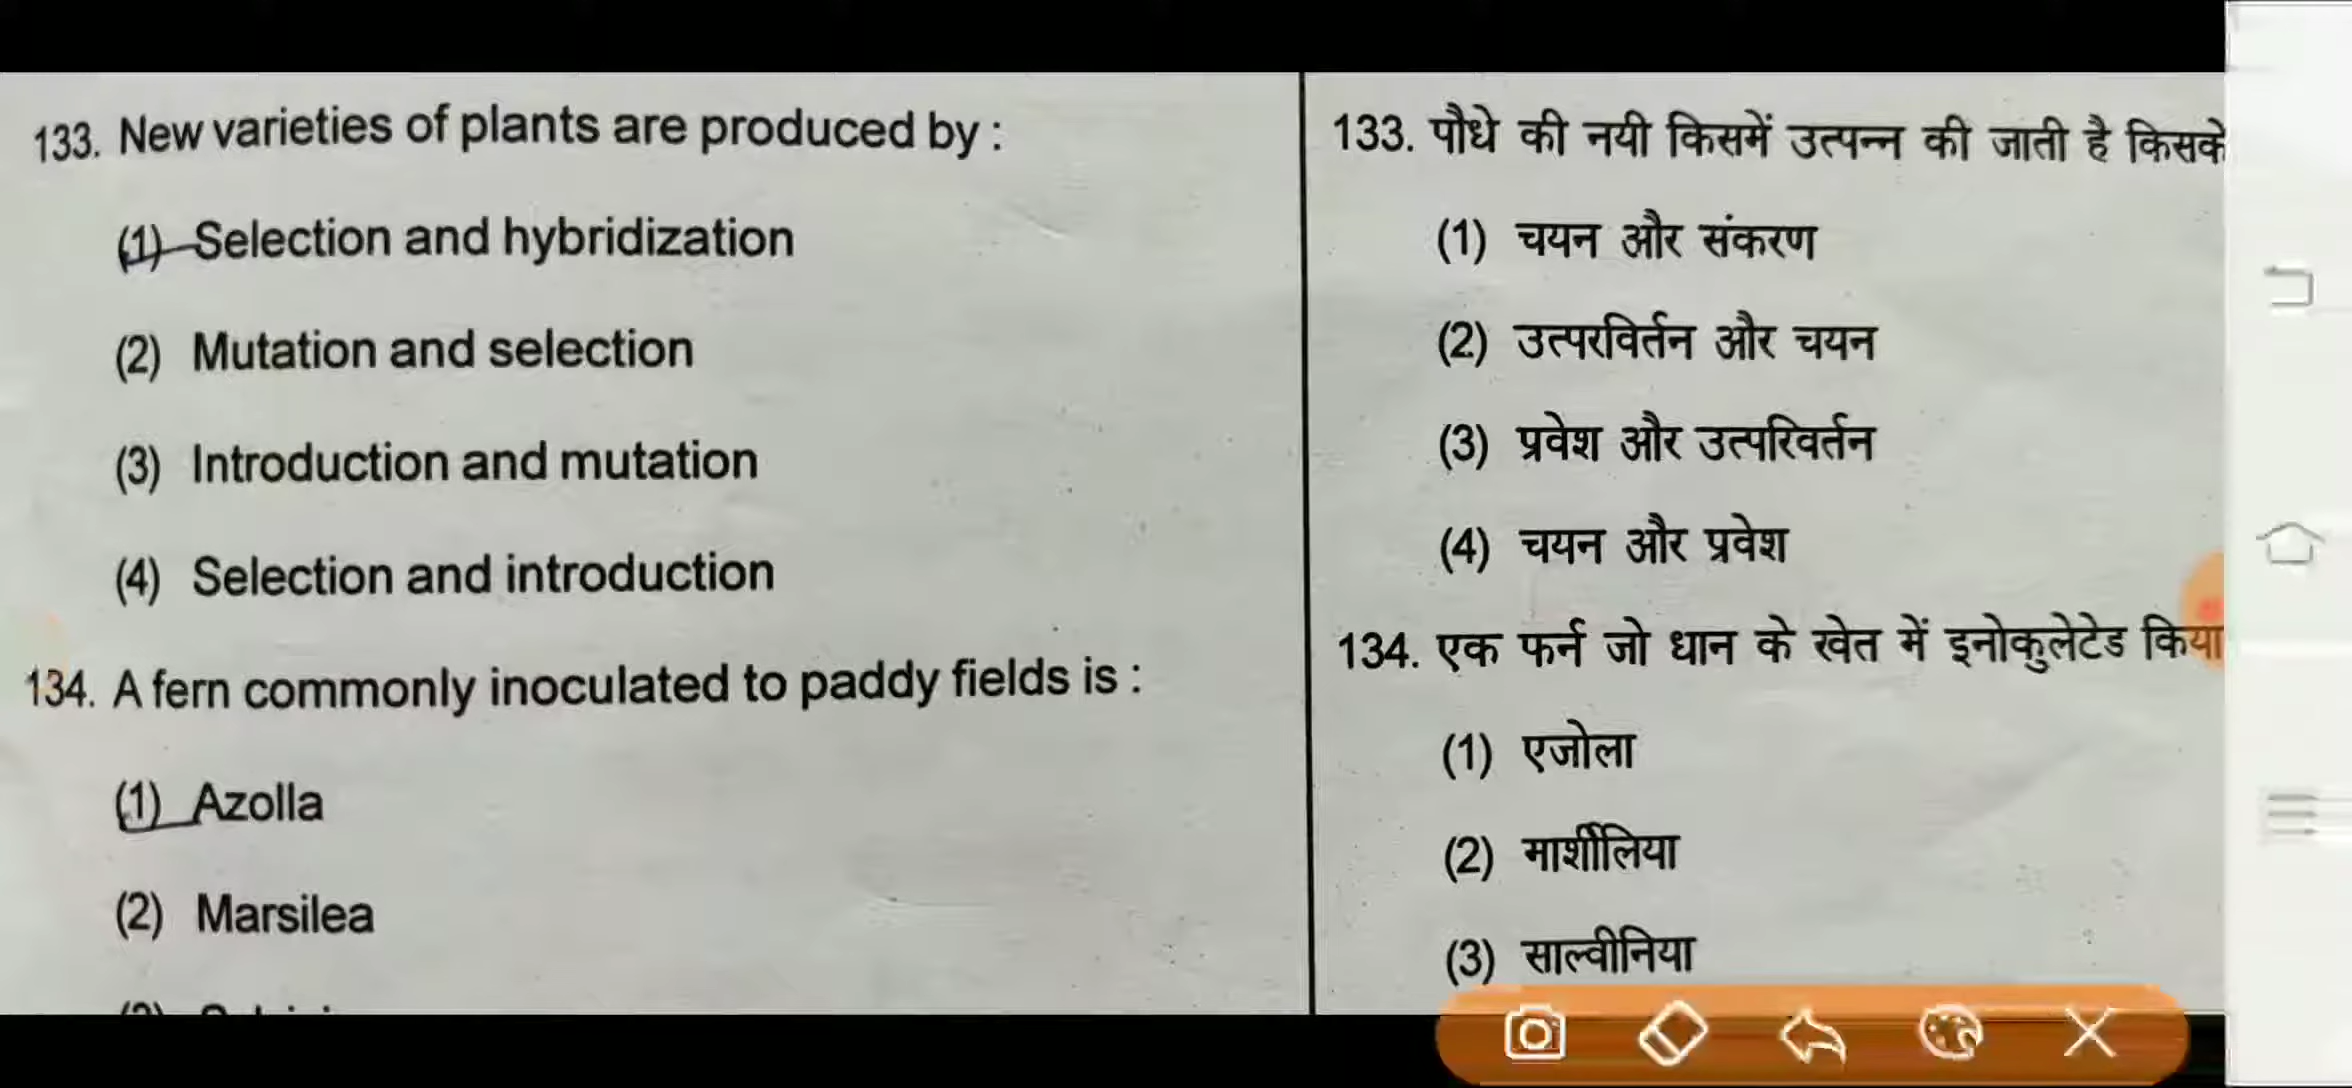 133. New varieties of plants are produced by :
(1) Selection and hybridization
(2) Mutation and selection
(3) Introduction and mutation
(4) Selection and introduction
134. A fern commonly inoculated to paddy fields is :
(1) Azolla
(2) Marsilea
133. पौधे की नयी किसमें उत्पन्न की जाती है किसके
(1) चयन और संकरण
(2) उत्परविर्तन और चयन
(3) प्रवेश और उत्परिवर्तन
(4) चयन और प्रवेश
134. एक फर्न जो धान के खेत में इनोकुलेटेड किया
(1) एजोला
(2) मार्शीलिया
(3) साल्वीनिया